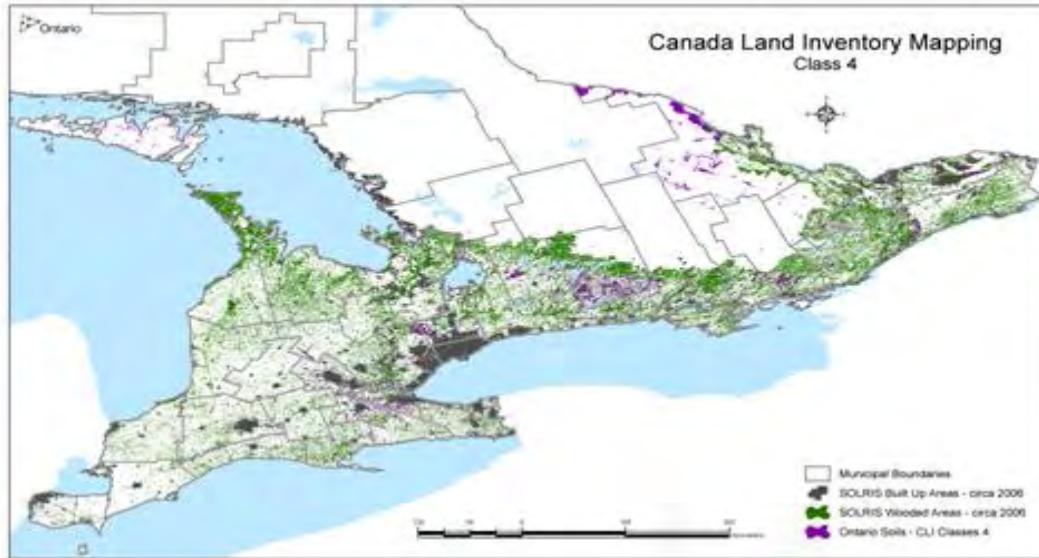 Ontario
Canada Land Inventory Mapping
Class 4
Municipal Boundaries
SOLRIS Built Up Areas - circa 2006
SOLRIS Wooded Areas - circa 2006
Ontario Soils - CLI Classes 4